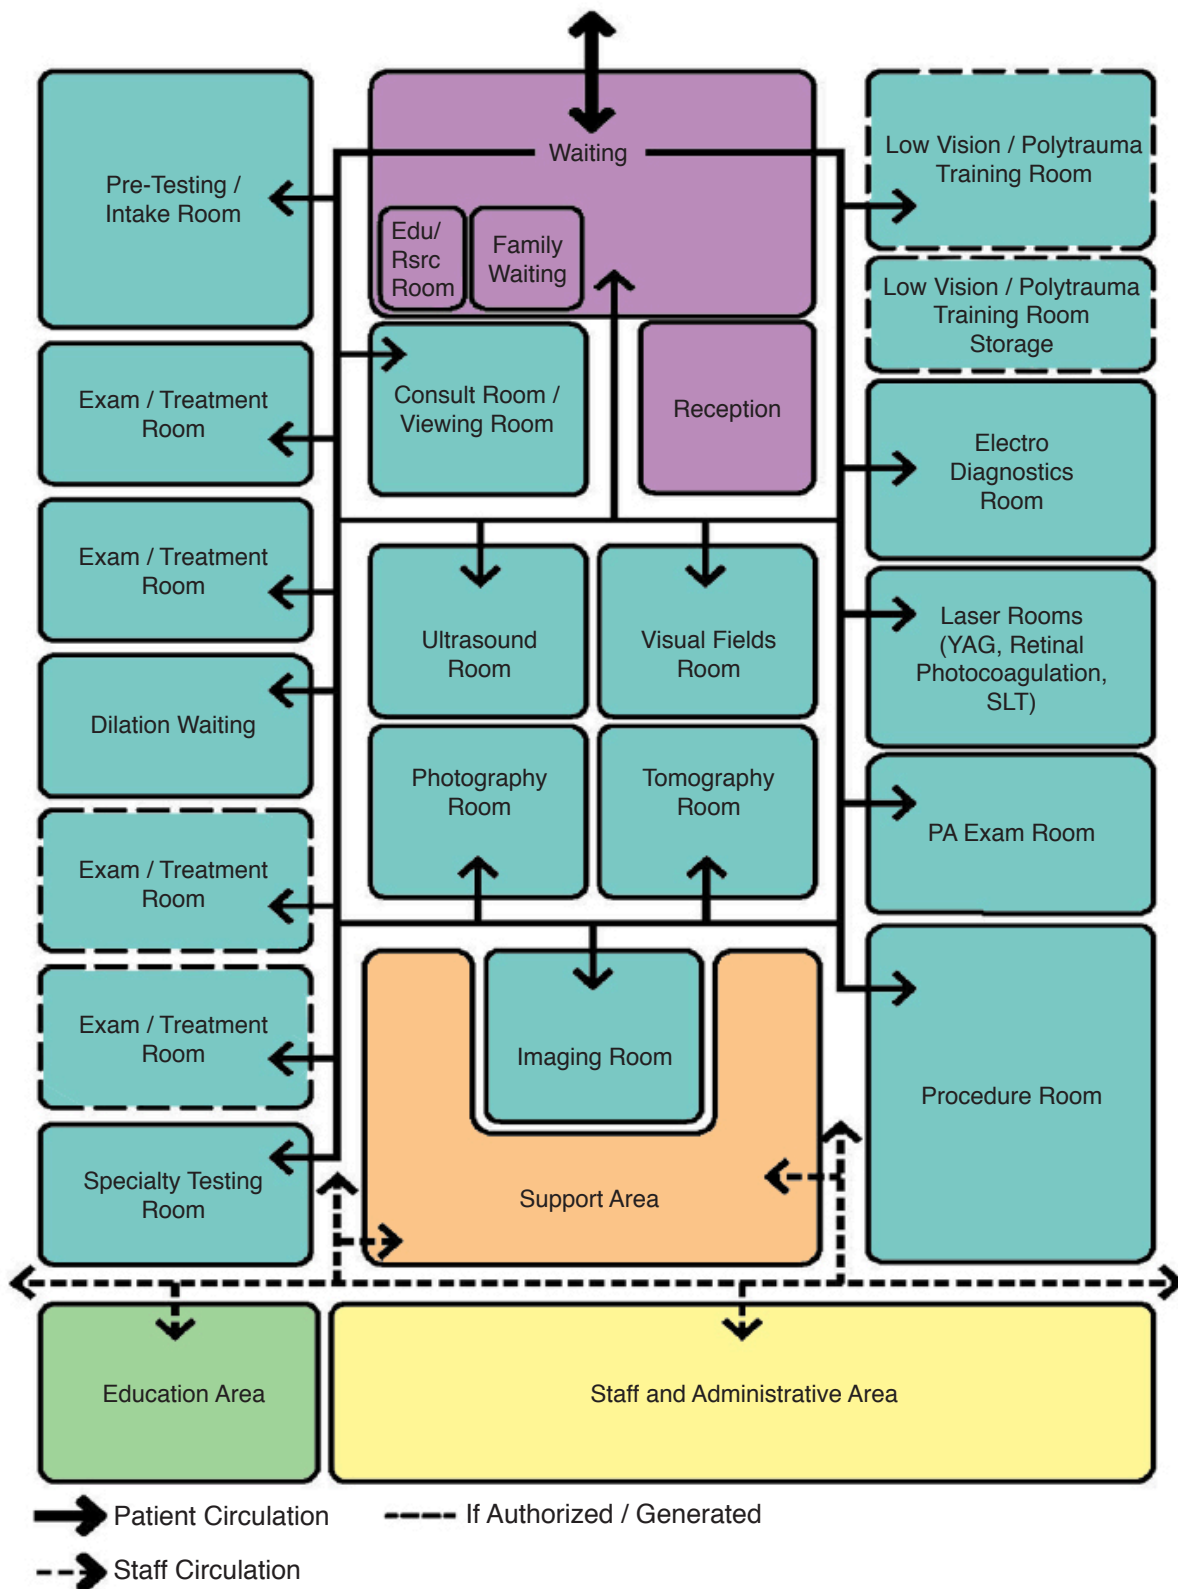 Waiting
Edu/
Rsrc
Room
Family
Waiting
Pre-Testing /
Intake Room
Exam / Treatment
Room
Exam / Treatment
Room
Dilation Waiting
Exam / Treatment
Room
Exam / Treatment
Room
Specialty Testing
Room
Consult Room /
Viewing Room
Reception
Ultrasound
Room
Visual Fields
Room
Photography
Room
Tomography
Room
Imaging Room
Support Area
Low Vision / Polytrauma
Training Room
Low Vision / Polytrauma
Training Room
Storage
Electro
Diagnostics
Room
Laser Rooms
(YAG, Retinal
Photocoagulation,
SLT)
PA Exam Room
Procedure Room
Education Area
Staff and Administrative Area
Patient Circulation
If Authorized / Generated
Staff Circulation